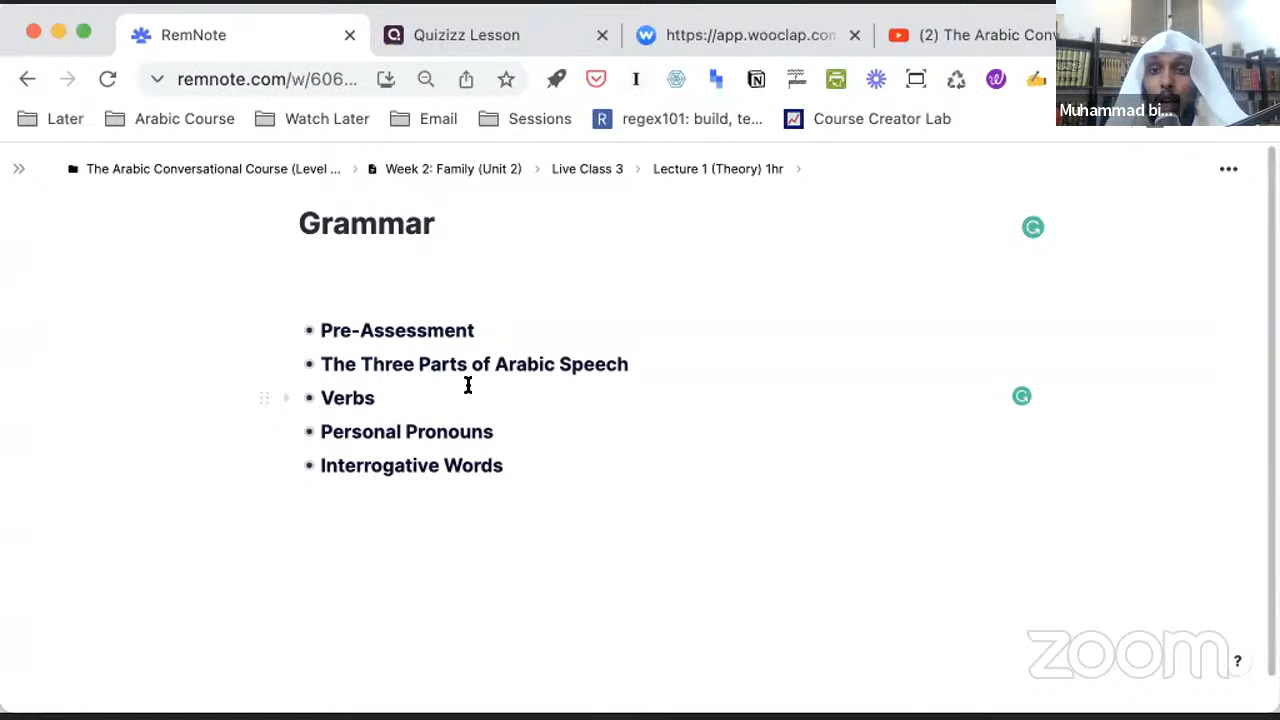 RemNote
Quizizz Lesson
https://app.wooclap.com
(2) The Arabic Conv
remnote.com/w/606...
Muhammad bi...
Later
Arabic Course
Watch Later
Email
Sessions
regex101: build, te...
Course Creator Lab
The Arabic Conversational Course (Level ...
Week 2: Family (Unit 2)
Live Class 3
Lecture 1 (Theory) 1hr
Grammar
Pre-Assessment
The Three Parts of Arabic Speech
Verbs
Personal Pronouns
Interrogative Words
zoom
?